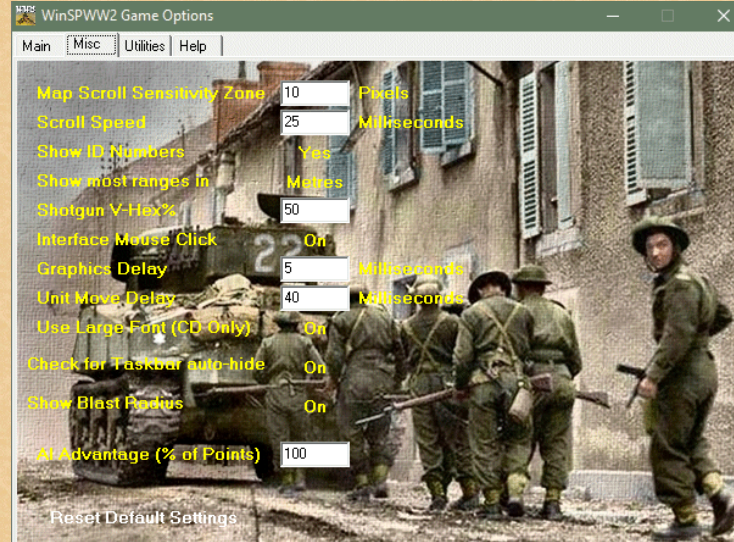 WinSPWW2 Game Options
Main Misc Utilities Help
Map Scroll Sensitivity Zone 10 Pixels
Scroll Speed 25 Milliseconds
Show ID Numbers Yes
Show most ranges in Metres
Shotgun V-Hex% 50
Interface Mouse Click On
Graphics Delay 5 Milliseconds
Unit Move Delay 40 Milliseconds
Use Large Font (CD Only) On
Check for Taskbar auto-hide On
Show Blast Radius On
AI Advantage (% of Points) 100
Reset Default Settings